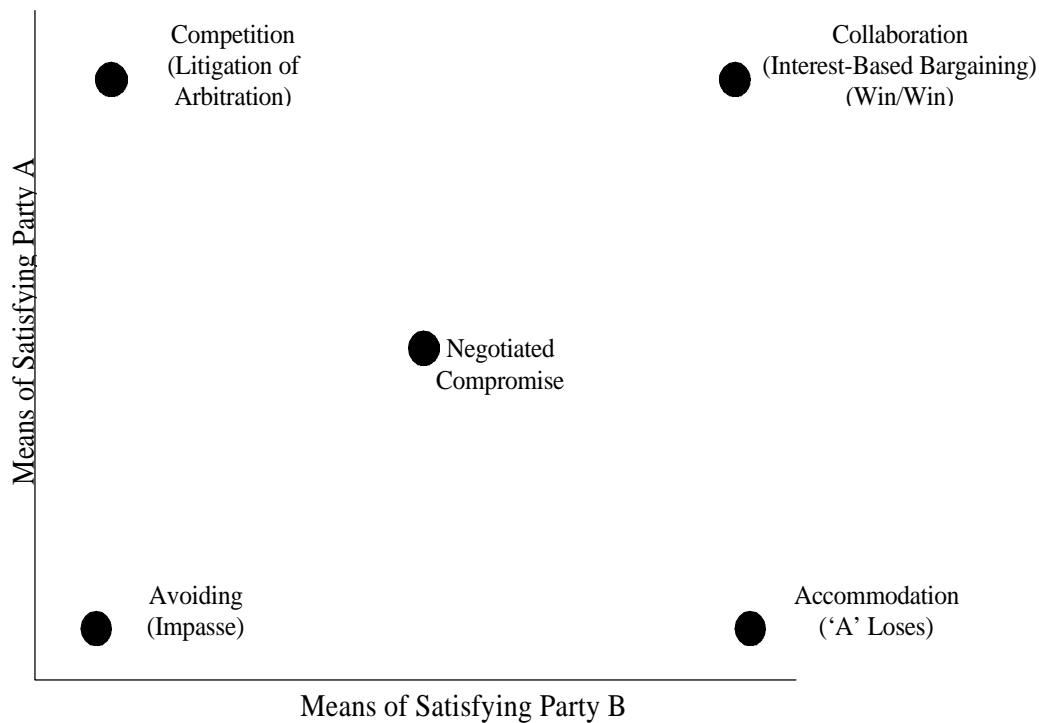 Competition
(Litigation of
Arbitration)
Collaboration
(Interest-Based Bargaining)
(Win/Win)
Means of Satisfying Party A
Negotiated
Compromise
Avoiding
(Impasse)
Accommodation
(‘A’ Loses)
Means of Satisfying Party B